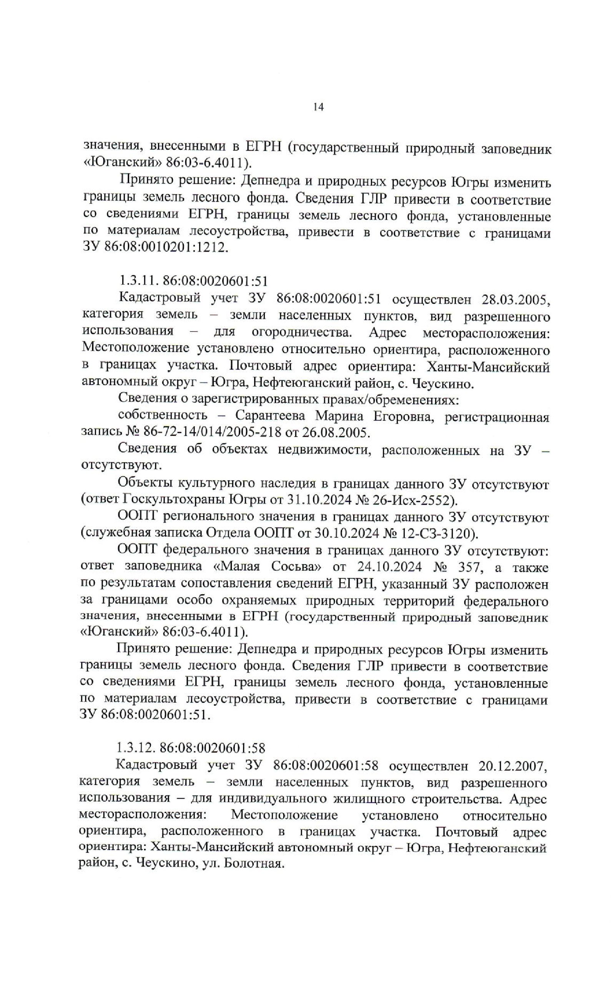 14
значения, внесенными в ЕГРН (государственный природный заповедник
«Юганский» 86:03-6.4011).
Принято решение: Депнедра и природных ресурсов Югры изменить
границы земель лесного фонда. Сведения ГЛР привести в соответствие
со сведениями ЕГРН, границы земель лесного фонда, установленные
по материалам лесоустройства, привести в соответствие с границами
ЗУ 86:08:0010201:1212.
1.3.11. 86:08:0020601:51
Кадастровый учет ЗУ 86:08:0020601:51 осуществлен 28.03.2005,
категория земель – земли населенных пунктов, вид разрешенного
использования – для огородничества. Адрес месторасположения:
Местоположение установлено относительно ориентира, расположенного
в границах участка. Почтовый адрес ориентира: Ханты-Мансийский
автономный округ – Югра, Нефтеюганский район, с. Чеускино.
Сведения о зарегистрированных правах/обременениях:
собственность – Сарантеева Марина Егоровна, регистрационная
запись № 86-72-14/014/2005-218 от 26.08.2005.
Сведения об объектах недвижимости, расположенных на ЗУ –
отсутствуют.
Объекты культурного наследия в границах данного ЗУ отсутствуют
(ответ Госкультохраны Югры от 31.10.2024 № 26-Исх-2552).
ООПТ регионального значения в границах данного ЗУ отсутствуют
(служебная записка Отдела ООПТ от 30.10.2024 № 12-СЗ-3120).
ООПТ федерального значения в границах данного ЗУ отсутствуют:
ответ заповедника «Малая Сосьва» от 24.10.2024 № 357, а также
по результатам сопоставления сведений ЕГРН, указанный ЗУ расположен
за границами особо охраняемых природных территорий федерального
значения, внесенными в ЕГРН (государственный природный заповедник
«Юганский» 86:03-6.4011).
Принято решение: Депнедра и природных ресурсов Югры изменить
границы земель лесного фонда. Сведения ГЛР привести в соответствие
со сведениями ЕГРН, границы земель лесного фонда, установленные
по материалам лесоустройства, привести в соответствие с границами
ЗУ 86:08:0020601:51.
1.3.12. 86:08:0020601:58
Кадастровый учет ЗУ 86:08:0020601:58 осуществлен 20.12.2007,
категория земель – земли населенных пунктов, вид разрешенного
использования – для индивидуального жилищного строительства. Адрес
месторасположения: Местоположение установлено относительно
ориентира, расположенного в границах участка. Почтовый адрес
ориентира: Ханты-Мансийский автономный округ – Югра, Нефтеюганский
район, с. Чеускино, ул. Болотная.